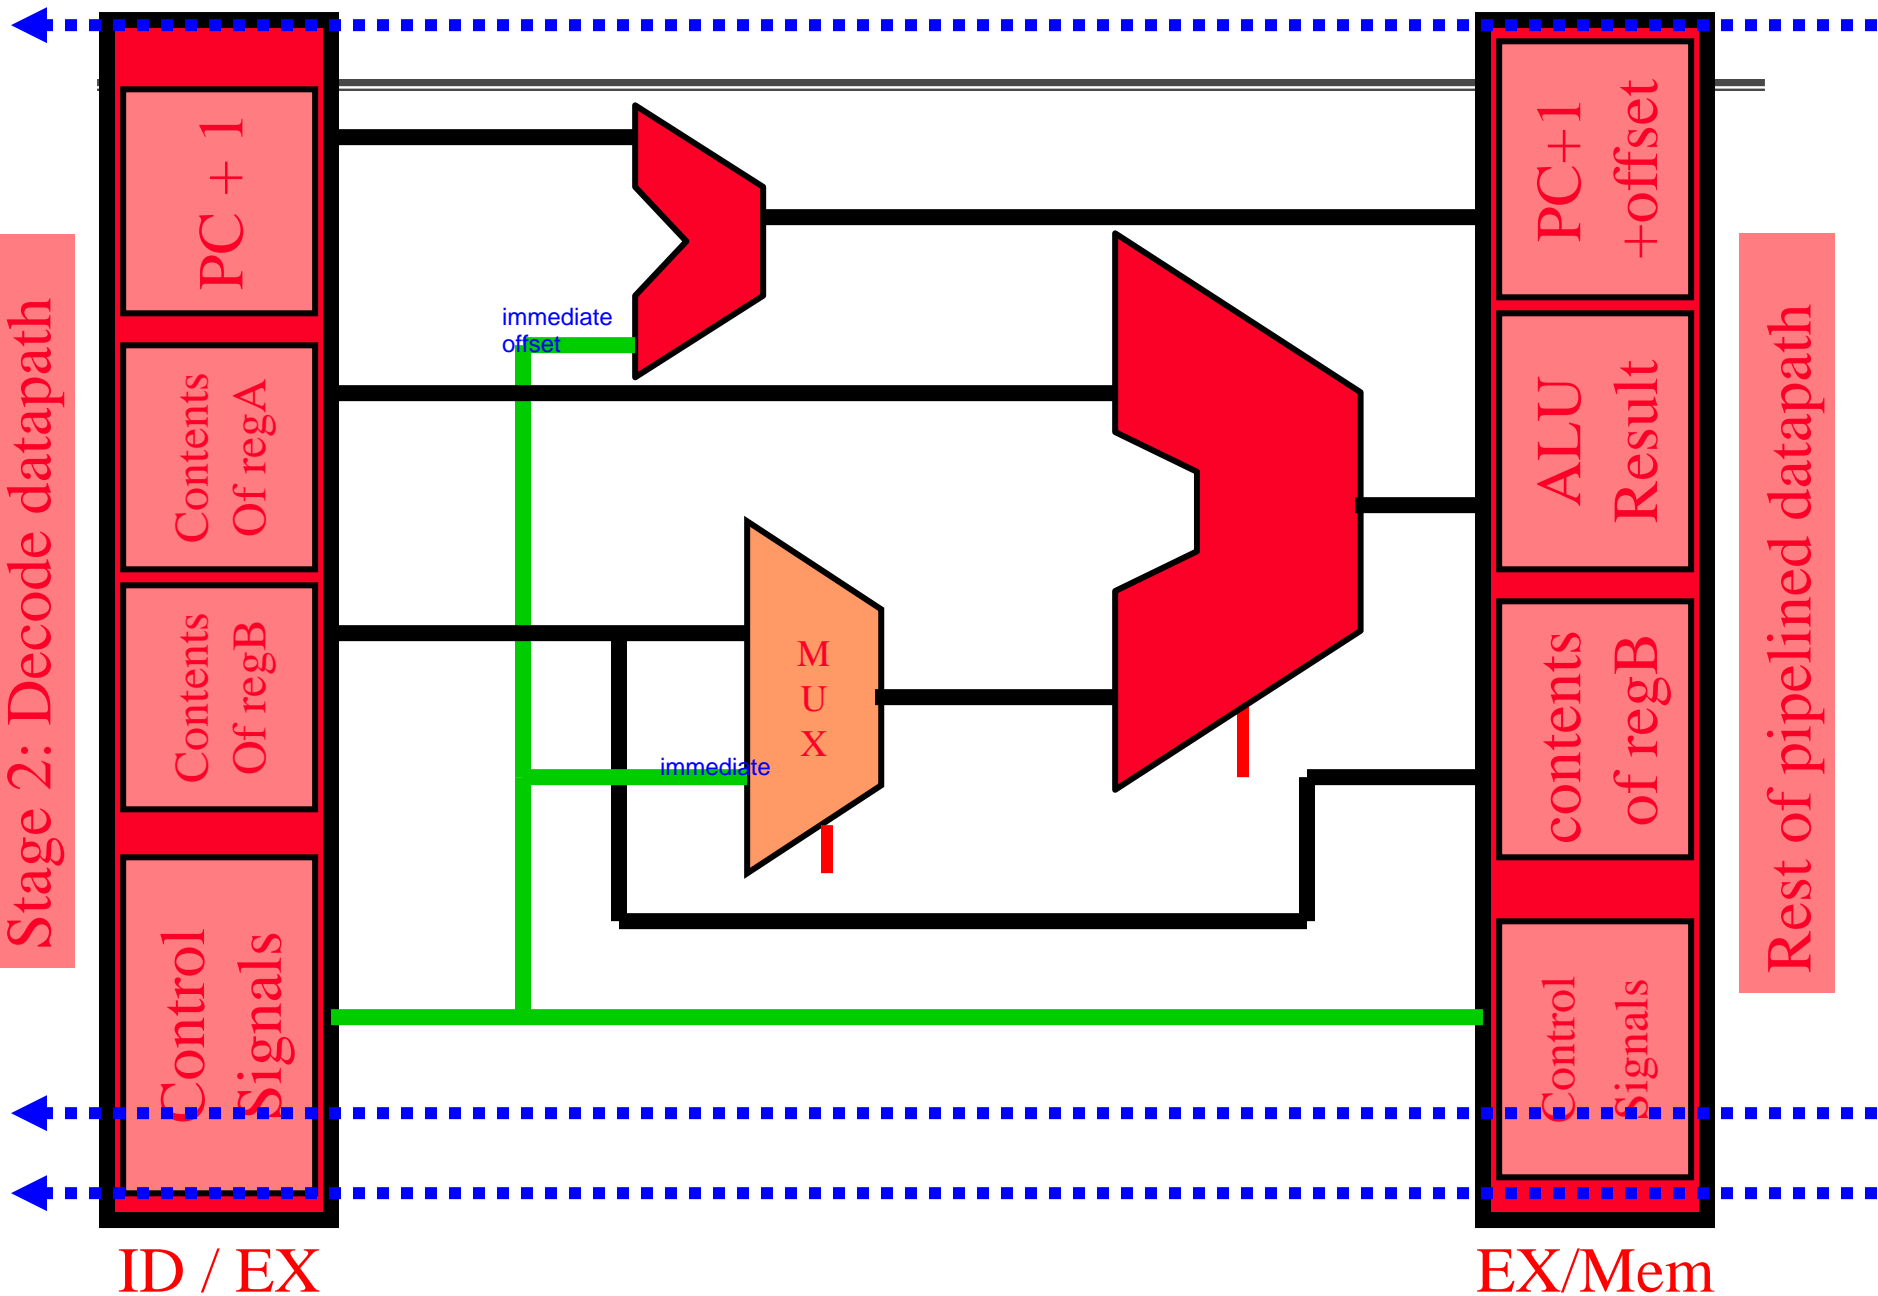 Stage 2: Decode datapath
PC + 1
Contents
Of regA
Contents
Of regB
Control
Signals
ID / EX
immediate
offset
immediate
M
U
X
PC+1
+offset
ALU
Result
contents
of regB
Control
Signals
EX/Mem
Rest of pipelined datapath